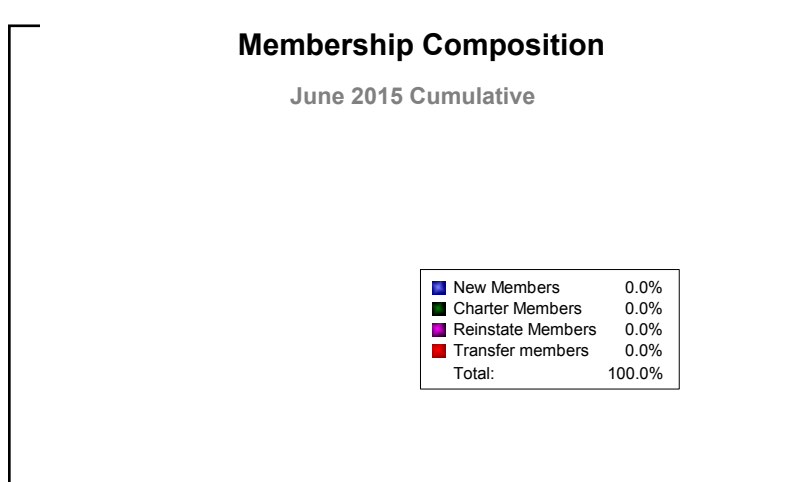 Membership Composition
June 2015 Cumulative
New Members 0.0%
Charter Members 0.0%
Reinstate Members 0.0%
Transfer members 0.0%
Total: 100.0%